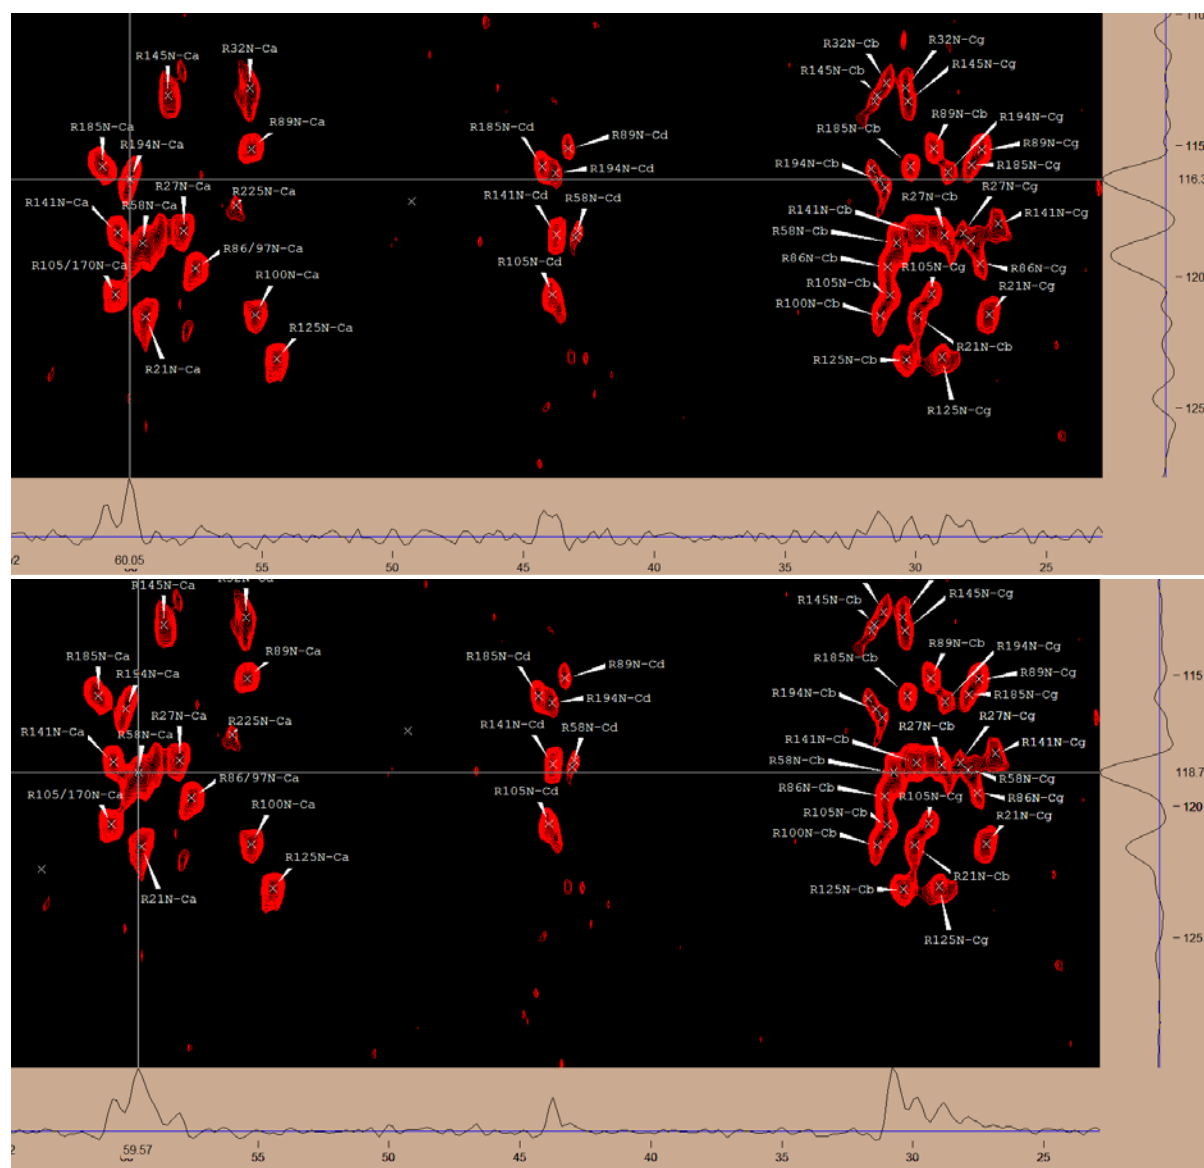 110
R32N-Ca
R145N-Ca
R32N-Cb
R32N-Cg
R145N-Cb
R145N-Cg
R89N-Ca
R185N-Ca
R194N-Ca
R185N-Cd
R89N-Cd
R194N-Cd
R89N-Cb
R194N-Cg
R185N-Cb
R89N-Cg
R185N-Cg
115
R194N-Cb
116.3
R27N-Ca
R225N-Ca
R141N-Ca
R58N-Ca
R141N-Cd
R58N-Cd
R27N-Cb
R27N-Cg
R141N-Cb
R141N-Cg
R58N-Cb
R86/97N-Ca
R86N-Cb
R105/170N-Ca
R105N-Cd
R105N-Cg
R86N-Cg
120
R100N-Ca
R105N-Cb
R21N-Cg
R100N-Cb
R125N-Ca
R21N-Cb
R21N-Ca
R125N-Cb
R125N-Cg
125
60.05
55
50
45
40
35
30
25
R145N-Ca
R145N-Cb
R145N-Cg
R89N-Ca
R185N-Ca
R194N-Ca
R185N-Cd
R89N-Cd
R194N-Cd
R89N-Cb
R194N-Cg
R185N-Cb
R89N-Cg
R185N-Cg
115
R194N-Cb
R27N-Ca
R225N-Ca
R141N-Ca
R58N-Ca
R141N-Cd
R58N-Cd
R27N-Cb
R27N-Cg
R141N-Cb
R141N-Cg
R58N-Cb
R58N-Cg
118.7
R86/97N-Ca
R86N-Cb
R86N-Cg
R105/170N-Ca
R105N-Cd
R105N-Cg
120
R100N-Ca
R105N-Cb
R21N-Cg
R100N-Cb
R125N-Ca
R21N-Cb
R21N-Ca
R125N-Cb
R125N-Cg
125
59.57
55
50
45
40
35
30
25